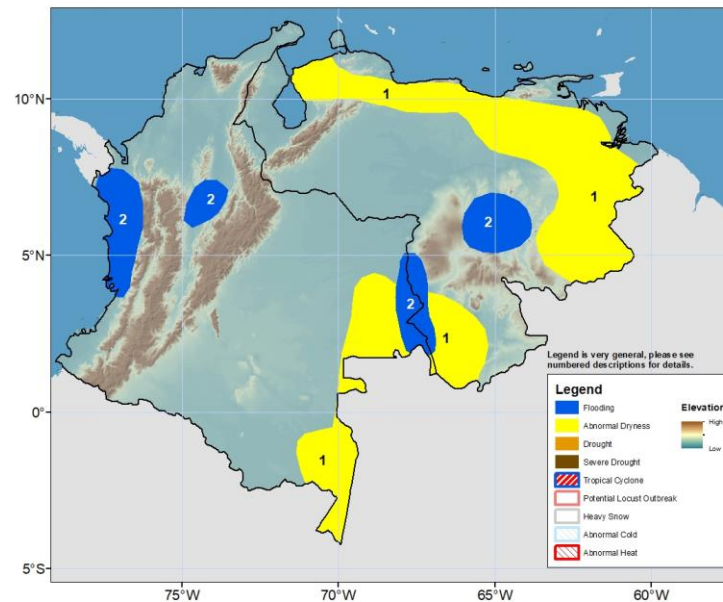 10°N
5°N
0°
5°S
75°W
70°W
65°W
60°W
1
1
2
2
2
2
1
1
Legend is very general, please see
numbered descriptions for details.
Legend
Flooding
Abnormal Dryness
Drought
Severe Drought
Tropical Cyclone
Potential Locust Outbreak
Heavy Snow
Abnormal Cold
Abnormal Heat
Elevatio
High
Low